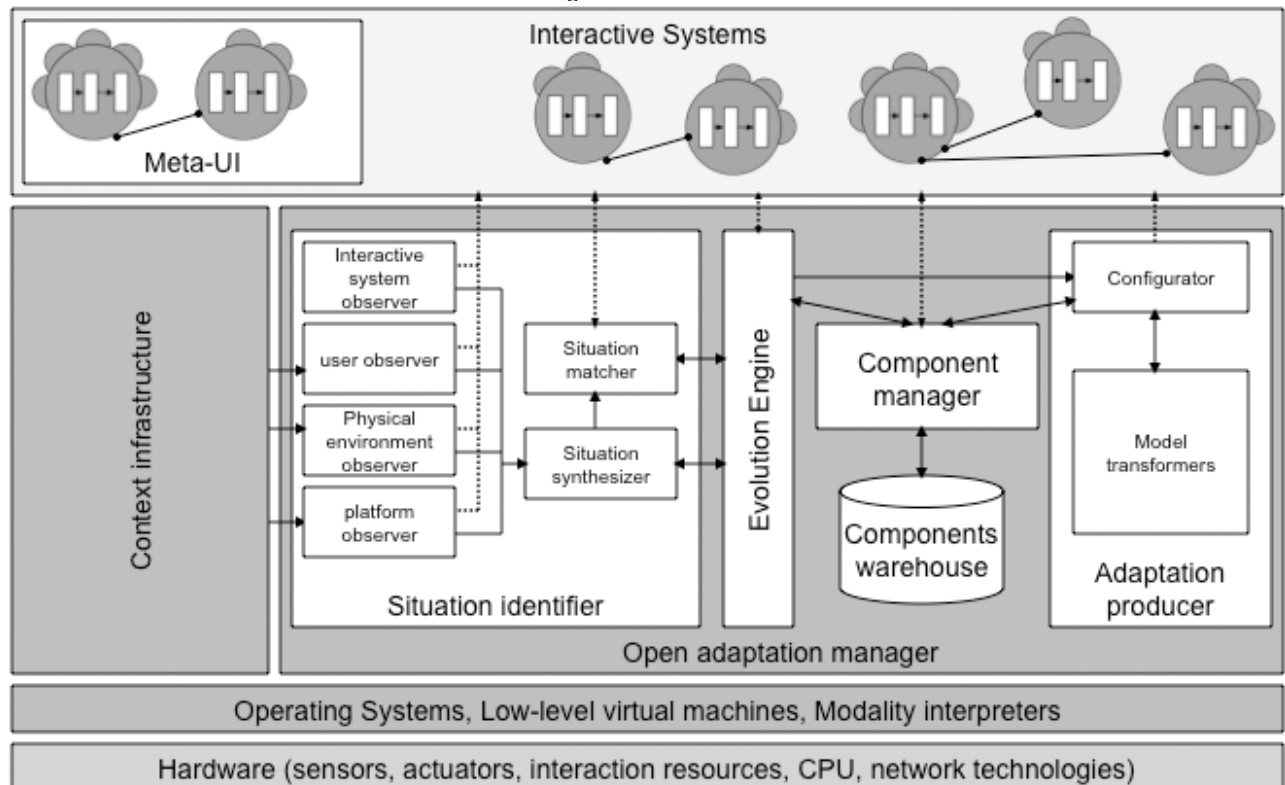 Interactive Systems
Meta-UI
Context infrastructure
Interactive
system
observer
user observer
Physical
environment
observer
platform
observer
Situation
matcher
Situation
synthesizer
Situation identifier
Evolution Engine
Component
manager
Components
warehouse
Configurator
Model
transformers
Adaptation
producer
Open adaptation manager
Operating Systems, Low-level virtual machines, Modality interpreters
Hardware (sensors, actuators, interaction resources, CPU, network technologies)